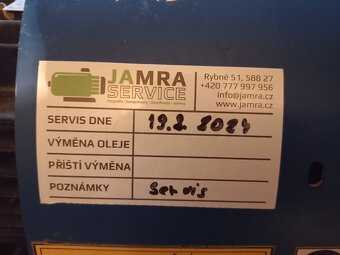 JAMRA
SERVICE
Rybné 51, 588 27
+420 777 997 956
info@jamra.cz
www.jamra.cz
SERVIS DNE 19.2 2024
VÝMĚNA OLEJE
PŘÍŠTÍ VÝMĚNA
POZNÁMKY Servis